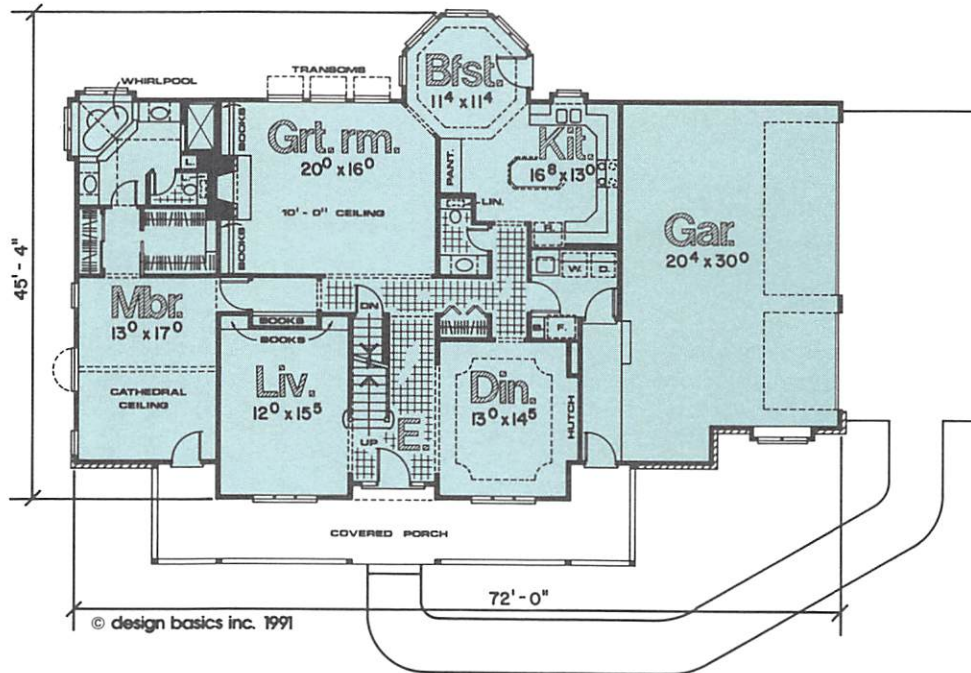 WHIRLPOOL
TRANSOMS
Bfst.
11⁴ x 11⁴
BOOKS
Grt. rm.
20⁰ x 16⁰
10'-0" CEILING
BOOKS
PANT.
Kit.
16⁸ x 13⁰
LIN.
R.
L.
Gar.
20⁴ x 30⁰
45'-4"
Mbr.
13⁰ x 17⁰
CATHEDRAL
CEILING
BOOKS
BOOKS
DN
W.
D.
B.
F.
Liv.
12⁰ x 15⁵
UP
E.
Din.
13⁰ x 14⁵
HUTCH
COVERED PORCH
72'-0"
© design basics inc. 1991